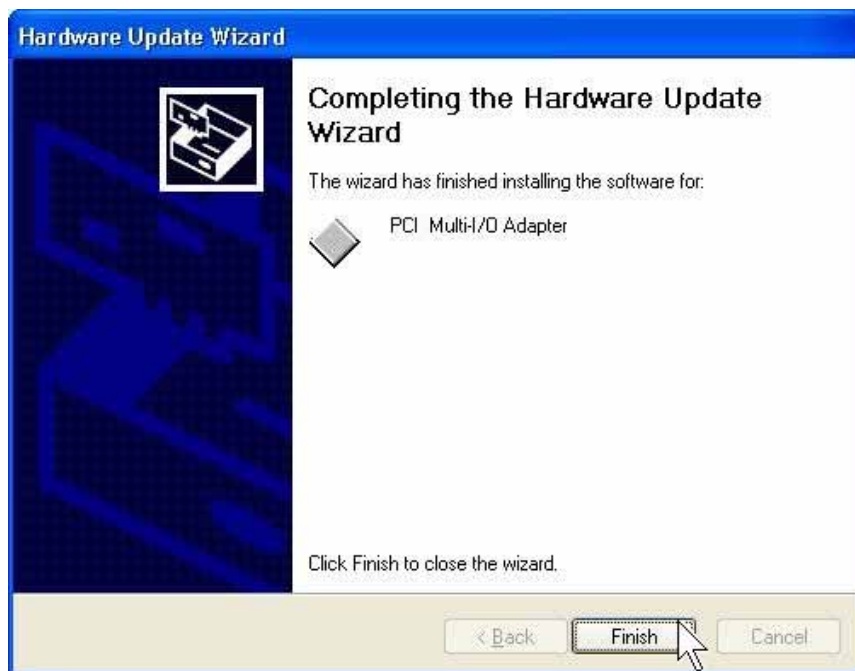 Hardware Update Wizard
Completing the Hardware Update
Wizard
The wizard has finished installing the software for:
PCI Multi-I/O Adapter
Click Finish to close the wizard.
< Back Finish Cancel